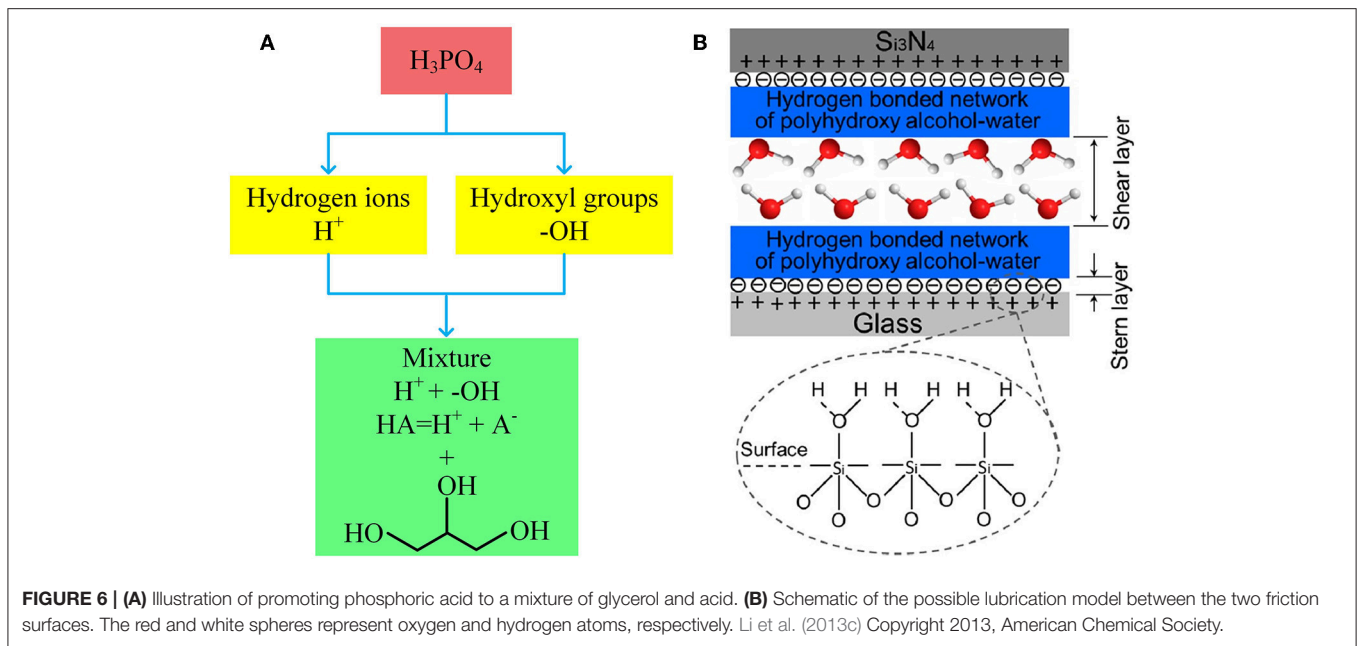 A
H₃PO₄
Hydrogen ions
H⁺
Hydroxyl groups
-OH
Mixture
H⁺ + -OH
HA=H⁺ + A⁻
+
OH
HO
OH
B
Si₃N₄
+ + + + + + + + + + + + + + +
⊖ ⊖ ⊖ ⊖ ⊖ ⊖ ⊖ ⊖ ⊖ ⊖ ⊖ ⊖ ⊖ ⊖ ⊖ ⊖
Hydrogen bonded network
of polyhydroxy alcohol-water
Shear layer
Hydrogen bonded network
of polyhydroxy alcohol-water
⊖ ⊖ ⊖ ⊖ ⊖ ⊖ ⊖ ⊖ ⊖ ⊖ ⊖ ⊖ ⊖ ⊖ ⊖ ⊖ ⊖
+ + + + + + + + + + + + + + + +
Glass
Stern layer
H H H H H H
O O O
Surface
Si Si Si
O O O O
O O O
FIGURE 6 | (A) Illustration of promoting phosphoric acid to a mixture of glycerol and acid. (B) Schematic of the possible lubrication model between the two friction
surfaces. The red and white spheres represent oxygen and hydrogen atoms, respectively. Li et al. (2013c) Copyright 2013, American Chemical Society.